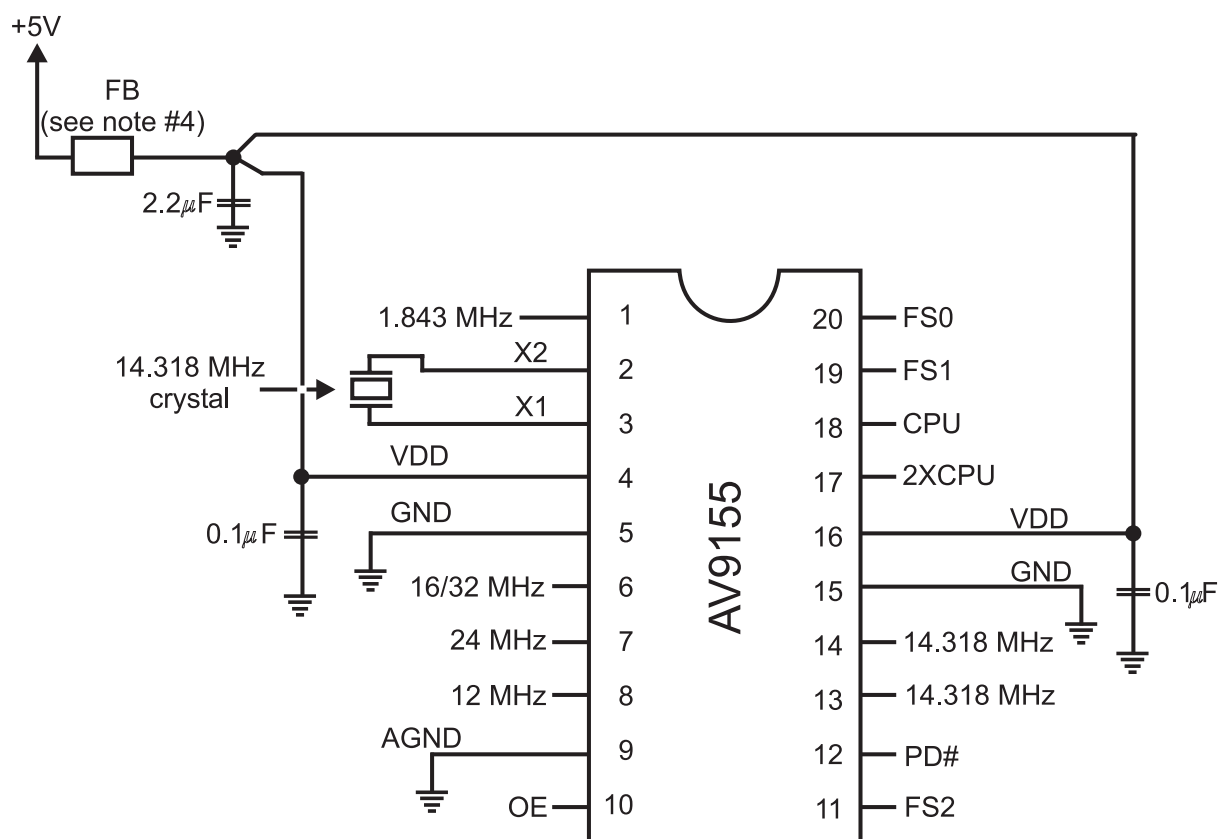 +5V
FB
(see note #4)
2.2μF
1.843 MHz
1
20
FS0
X2
14.318 MHz
crystal
2
19
FS1
X1
3
18
CPU
VDD
4
17
2XCPU
GND
0.1μF
5
16
VDD
16/32 MHz
6
15
GND
0.1μF
24 MHz
7
14
14.318 MHz
12 MHz
8
13
14.318 MHz
AGND
9
12
PD#
OE
10
11
FS2
AV9155